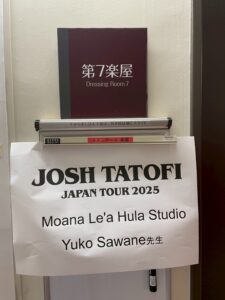 第7楽屋
Dressing Room 7
JOSH TATOFI
JAPAN TOUR 2025
Moana Le'a Hula Studio
Yuko Sawane先生